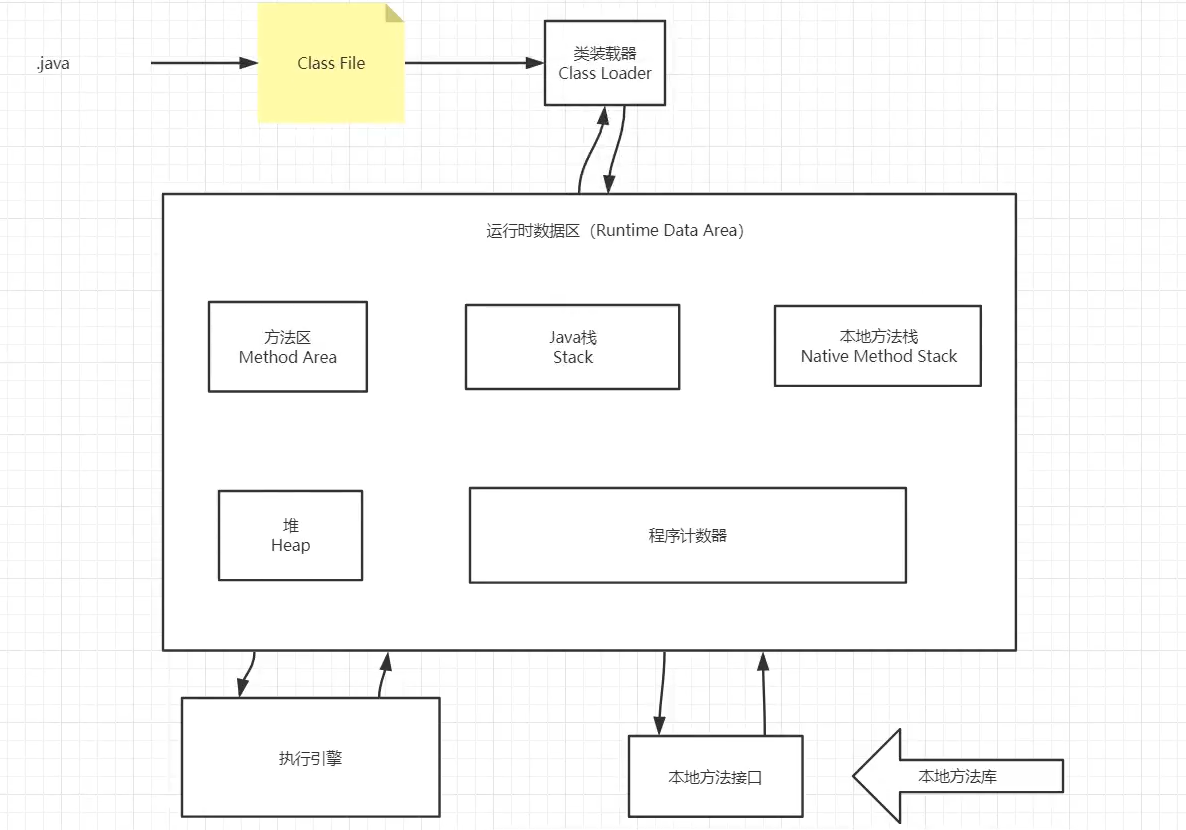 .java
Class File
类装载器
Class Loader
运行时数据区（Runtime Data Area）
方法区
Method Area
Java栈
Stack
本地方法栈
Native Method Stack
堆
Heap
程序计数器
执行引擎
本地方法接口
本地方法库